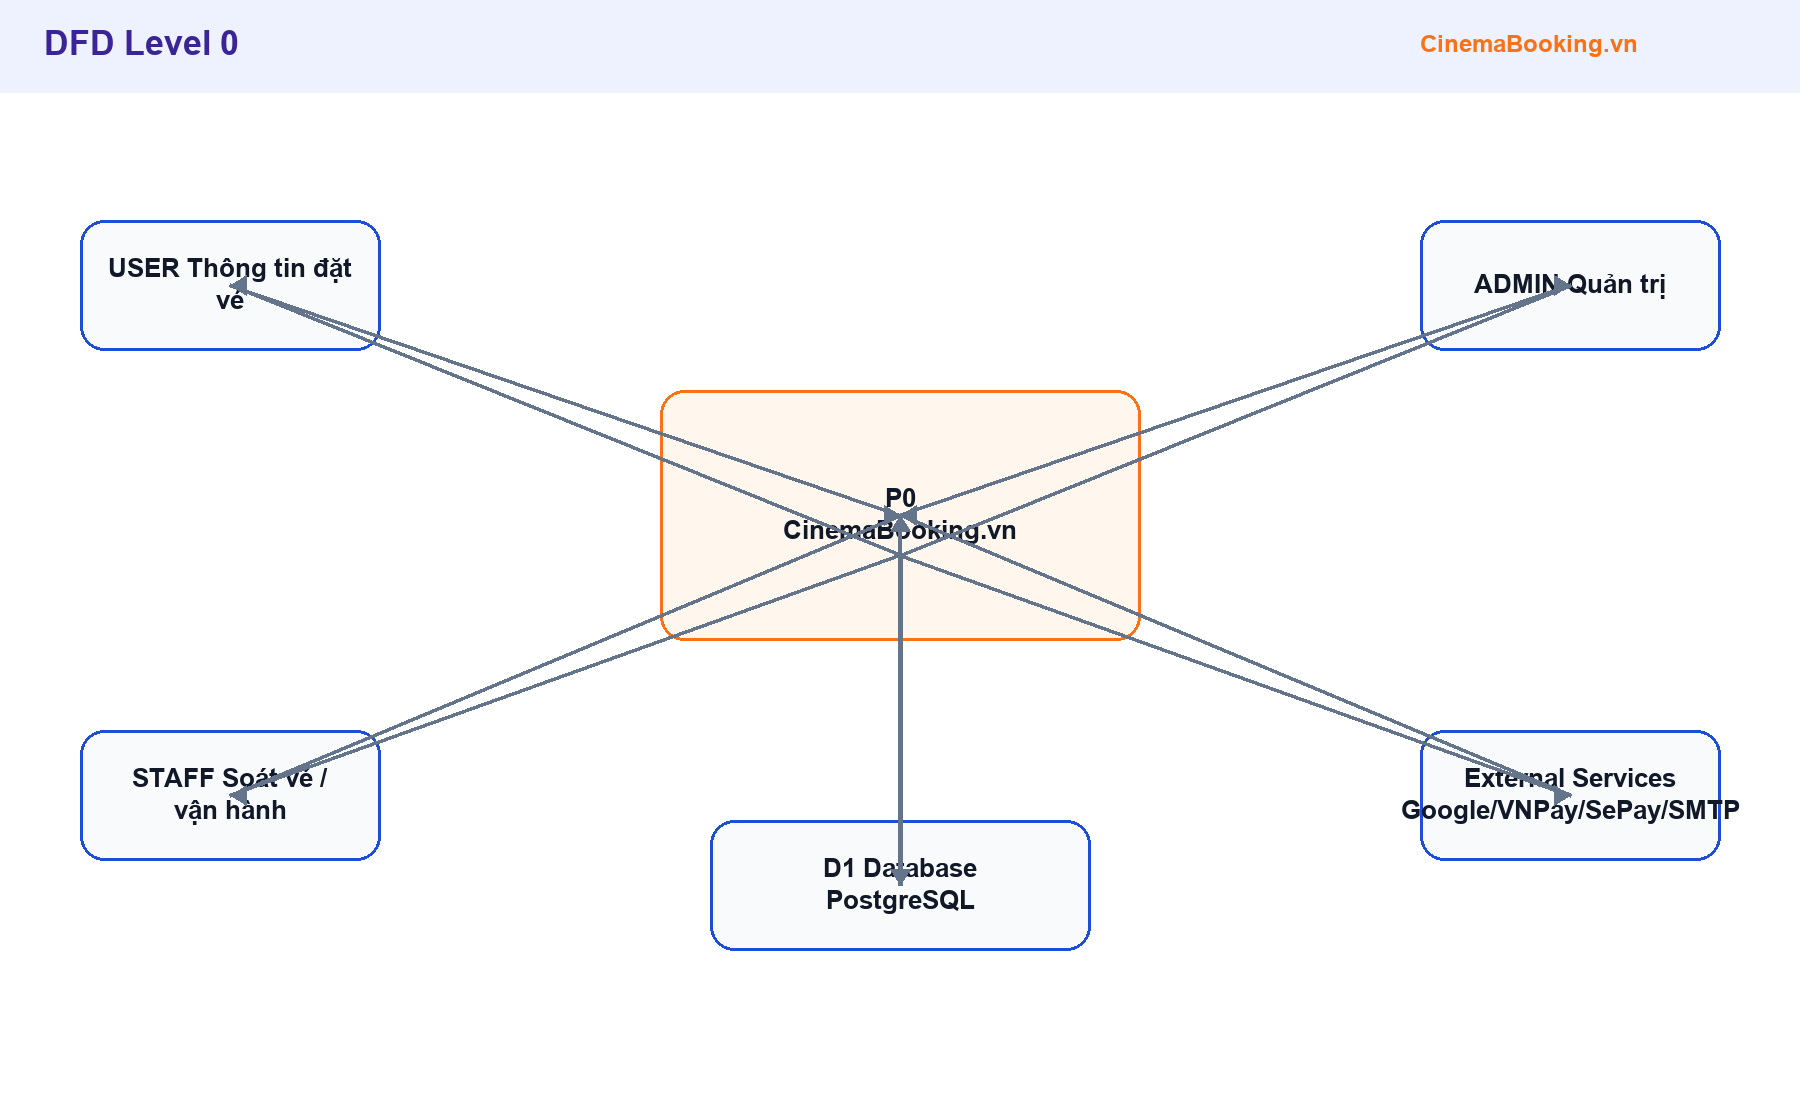 DFD Level 0
CinemaBooking.vn
USER Thông tin đặt
vé
ADMIN Quản trị
P0
CinemaBooking.vn
STAFF Soát vé /
vận hành
External Services
Google/VNPay/SePay/SMTP
D1 Database
PostgreSQL